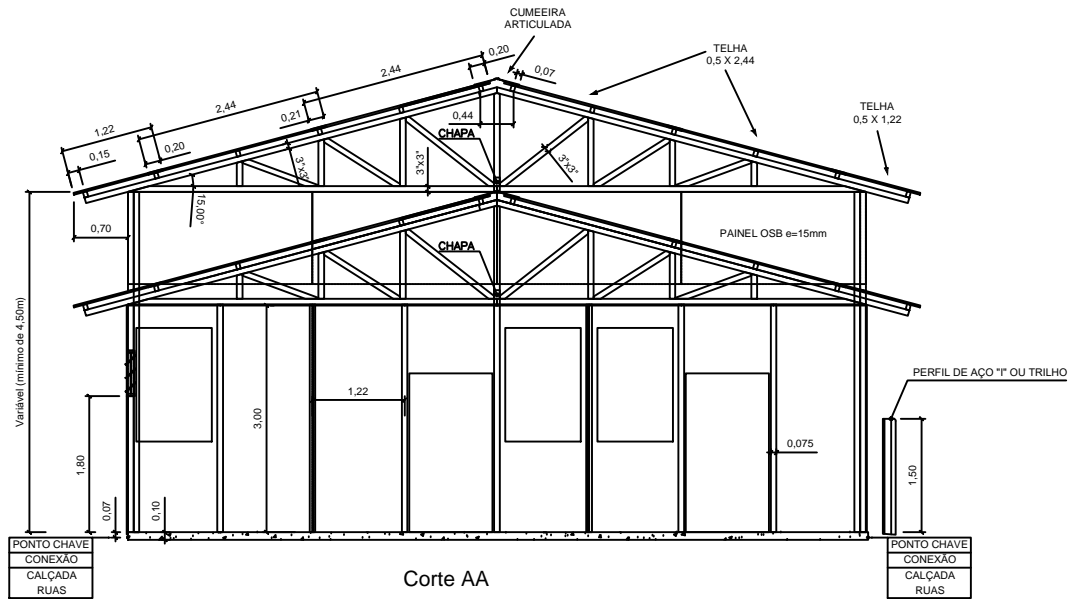 CUMEEIRA
ARTICULADA
0,20
2,44
0,07
TELHA
0,5 X 2,44
2,44
0,21
0,44
TELHA
0,5 X 1,22
1,22
0,20
0,15
CHAPA
3"x3"
3"x3"
3"x3"
15,00°
0,70
PAINEL OSB e=15mm
CHAPA
Variável (mínimo de 4,50m)
PERFIL DE AÇO "I" OU TRILHO
1,22
3,00
1,80
0,075
1,50
0,07
0,10
PONTO CHAVE
CONEXÃO
CALÇADA
RUAS
PONTO CHAVE
CONEXÃO
CALÇADA
RUAS
Corte AA